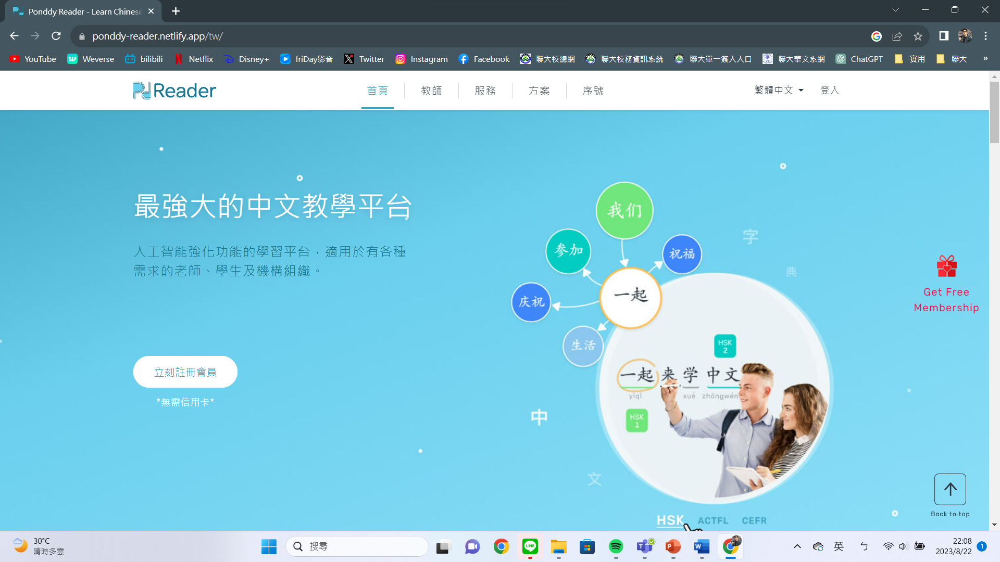 Ponddy Reader - Learn Chinese
ponddy-reader.netlify.app/tw/
YouTube Weverse bilibili Netflix Disney+ friDay影音 Twitter Instagram Facebook 聯大校總網 聯大校務資訊系統 聯大單一簽入入口 聯大華文系網 ChatGPT 實用 聯大 »
Reader 首頁 教師 服務 方案 序號 繁體中文 登入
最強大的中文教學平台
人工智能強化功能的學習平台，適用於有各種
需求的老師、學生及機構組織。
立刻註冊會員
*無需信用卡*
我们
参加
祝福
一起
庆祝
生活
字
典
中
文
HSK
2
一起来学中文
yìqǐ xué zhōngwén
HSK
1
HSK ACTFL CEFR
Get Free
Membership
Back to top
30°C
晴時多雲
搜尋
LINE
英 ㄅ
22:08
2023/8/22
1